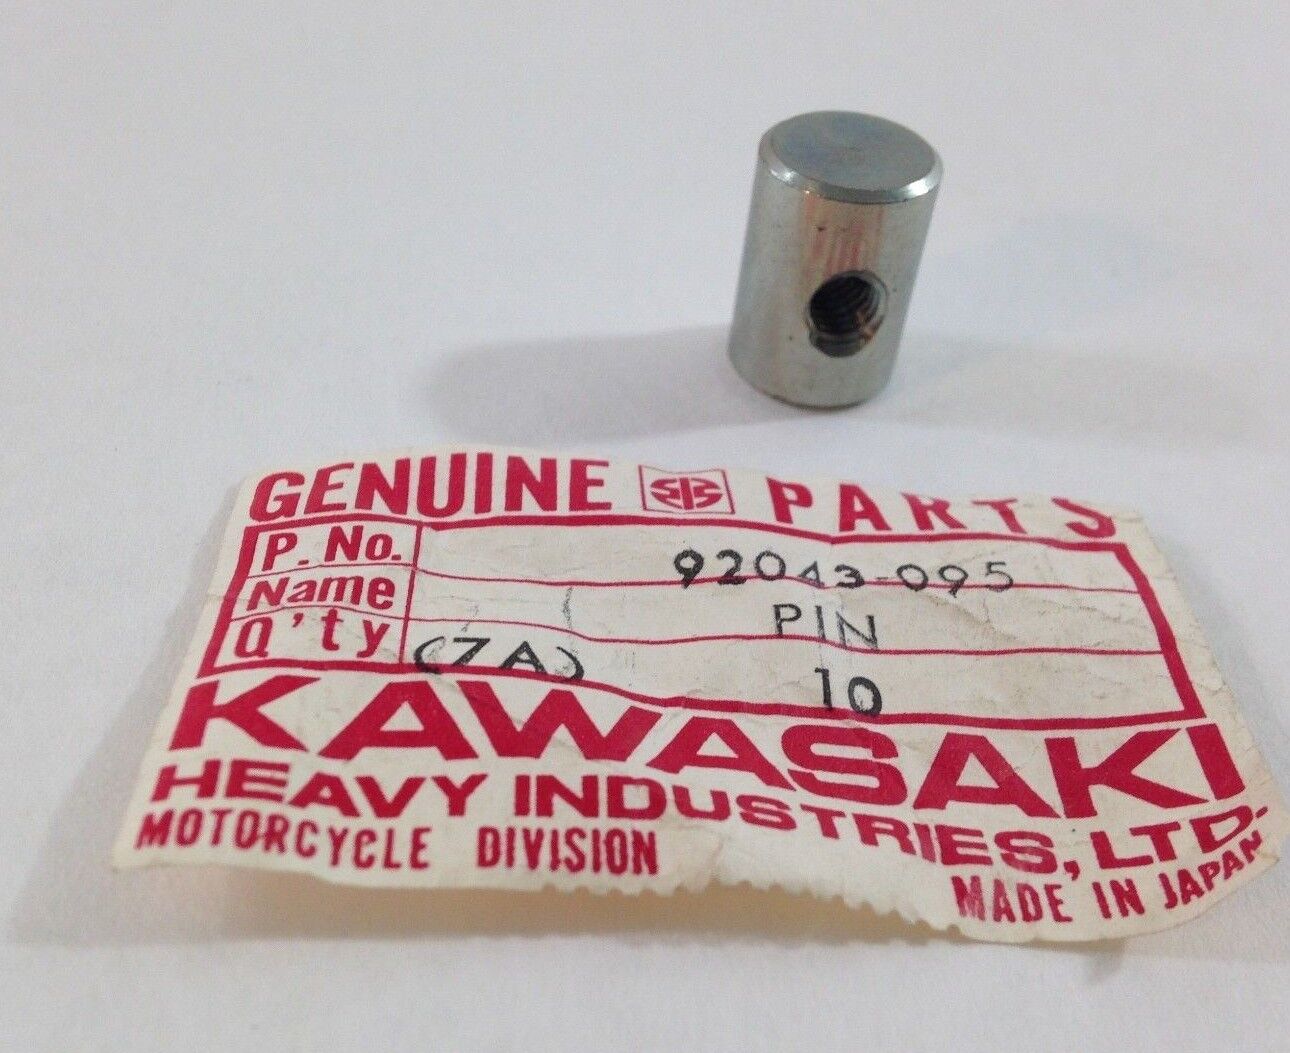 GENUINE PARTS
P. No. 92043-095
Name PIN
Q'ty (7A) 10
KAWASAKI
HEAVY INDUSTRIES, LTD.
MOTORCYCLE DIVISION
MADE IN JAPAN